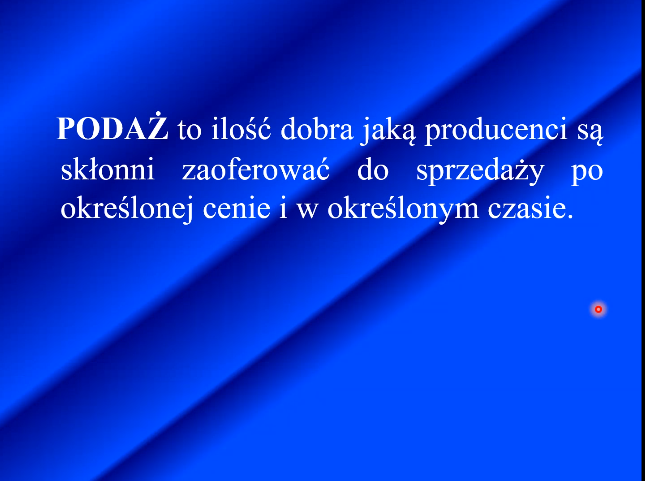 PODAŻ to ilość dobra jaką producenci są
skłonni zaoferować do sprzedaży po
określonej cenie i w określonym czasie.